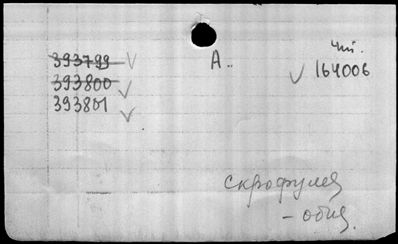 393799
393800
393801
А..
чит.
164006
скрофулез
- общ.